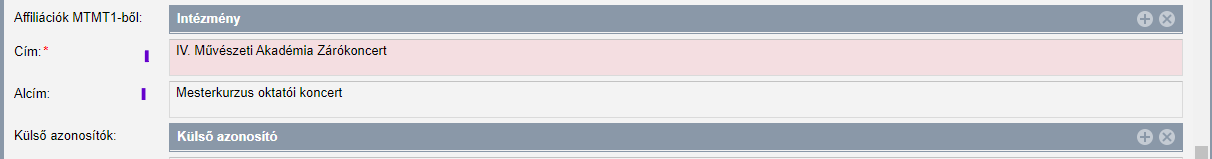 Affiliációk MTMT1-ből: Intézmény
Cím:* IV. Művészeti Akadémia Zárókoncert
Alcím: Mesterkurzus oktatói koncert
Külső azonosítók: Külső azonosító